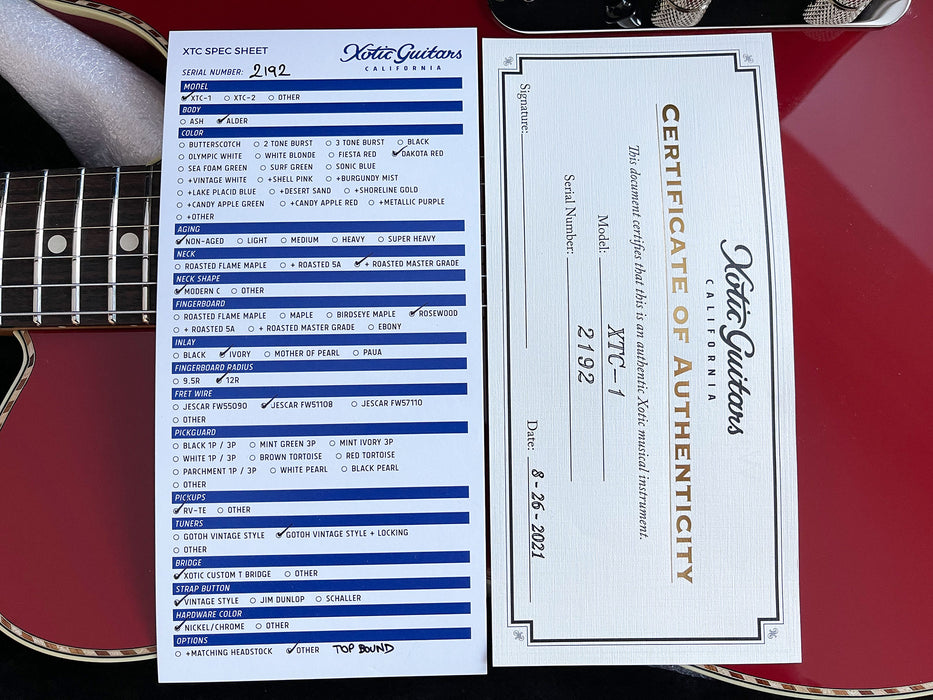 XTC SPEC SHEET
Xotic Guitars
CALIFORNIA
SERIAL NUMBER: 2192
MODEL
XTC-1 XTC-2 OTHER
BODY
ASH ALDER
COLOR
BUTTERSCOTCH 2 TONE BURST 3 TONE BURST BLACK
OLYMPIC WHITE WHITE BLONDE FIESTA RED DAKOTA RED
SEA FOAM GREEN SURF GREEN SONIC BLUE
+VINTAGE WHITE +SHELL PINK +BURGUNDY MIST
+LAKE PLACID BLUE +DESERT SAND +SHORELINE GOLD
+CANDY APPLE GREEN +CANDY APPLE RED +METALLIC PURPLE
+OTHER
AGING
NON-AGED LIGHT MEDIUM HEAVY SUPER HEAVY
NECK
ROASTED FLAME MAPLE + ROASTED 5A + ROASTED MASTER GRADE
NECK SHAPE
MODERN C OTHER
FINGERBOARD
ROASTED FLAME MAPLE MAPLE BIRDSEYE MAPLE ROSEWOOD
+ ROASTED 5A + ROASTED MASTER GRADE EBONY
INLAY
BLACK IVORY MOTHER OF PEARL PAUA
FINGERBOARD RADIUS
9.5R 12R
FRET WIRE
JESCAR FW55090 JESCAR FW51108 JESCAR FW57110
OTHER
PICKGUARD
BLACK 1P / 3P MINT GREEN 3P MINT IVORY 3P
WHITE 1P / 3P BROWN TORTOISE RED TORTOISE
PARCHMENT 1P / 3P WHITE PEARL BLACK PEARL
OTHER
PICKUPS
RV-TE OTHER
TUNERS
GOTOH VINTAGE STYLE GOTOH VINTAGE STYLE + LOCKING
OTHER
BRIDGE
XOTIC CUSTOM T BRIDGE OTHER
STRAP BUTTON
VINTAGE STYLE JIM DUNLOP SCHALLER
HARDWARE COLOR
NICKEL/CHROME OTHER
OPTIONS
+MATCHING HEADSTOCK OTHER TOP BOUND
Xotic Guitars
CALIFORNIA
CERTIFICATE OF AUTHENTICITY
This document certifies that this is an authentic Xotic musical instrument.
Model: XTC-1
Serial Number: 2192
Signature: Date: 8-26-2021